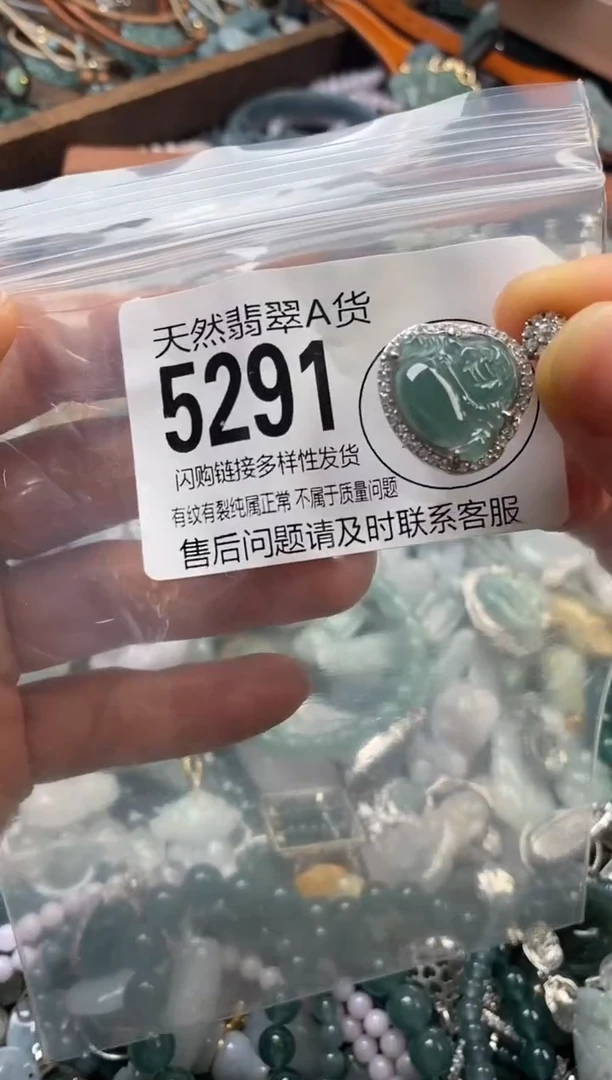 天然翡翠A货
5291
闪购链接多样性发货
有纹有裂纯属正常 不属于质量问题
售后问题请及时联系客服